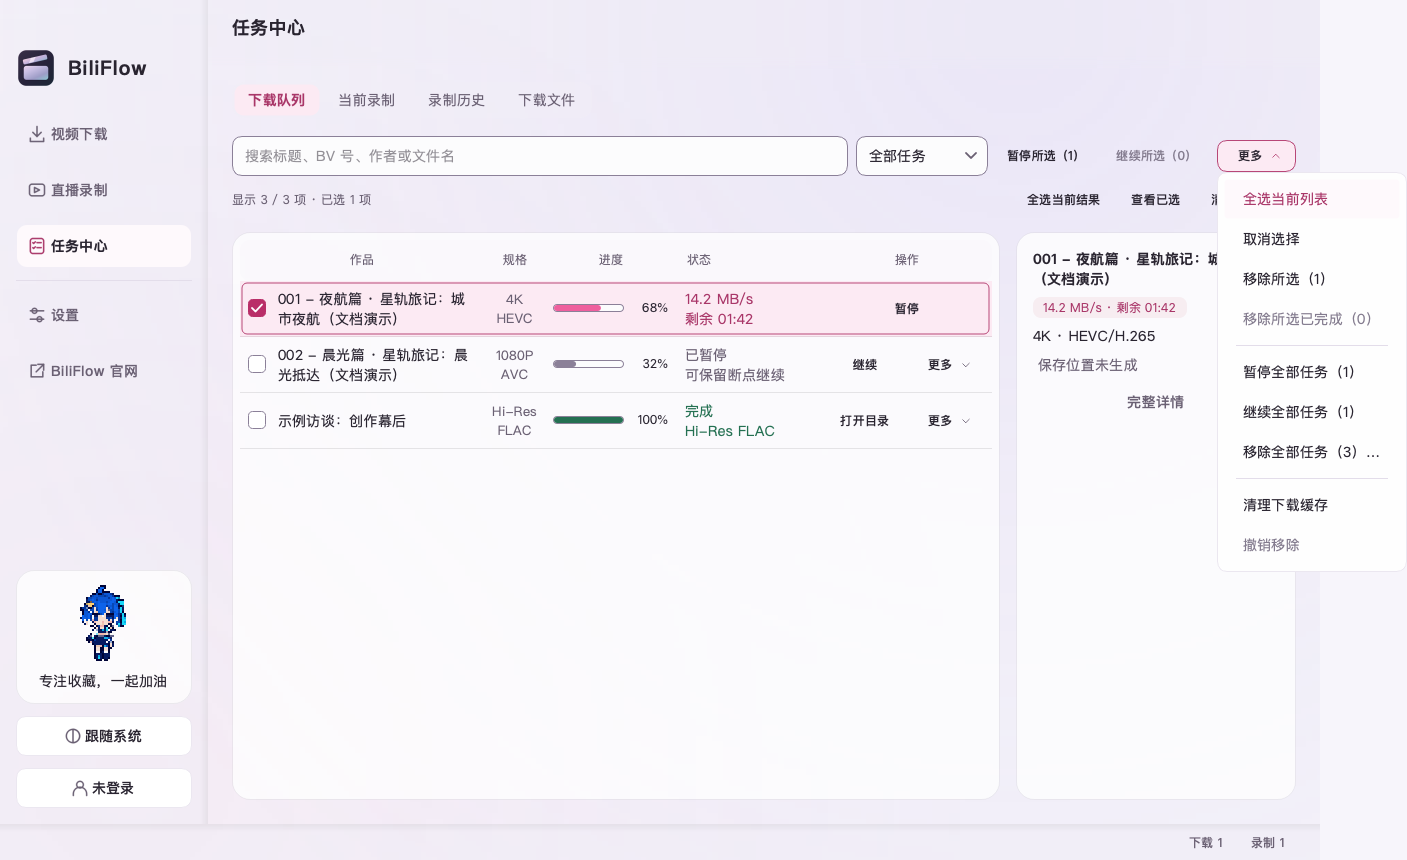 BiliFlow
视频下载
直播录制
任务中心
设置
BiliFlow 官网
专注收藏，一起加油
跟随系统
未登录
任务中心
下载队列
当前录制
录制历史
下载文件
搜索标题、BV 号、作者或文件名
全部任务
暂停所选（1）
继续所选（0）
更多
显示 3 / 3 项 · 已选 1 项
全选当前结果
查看已选
作品
规格
进度
状态
操作
001 – 夜航篇 · 星轨旅记：城
市夜航（文档演示）
4K
HEVC
68%
14.2 MB/s
剩余 01:42
暂停
002 – 晨光篇 · 星轨旅记：晨
光抵达（文档演示）
1080P
AVC
32%
已暂停
可保留断点继续
继续
更多
示例访谈：创作幕后
Hi-Res
FLAC
100%
完成
Hi-Res FLAC
打开目录
更多
001 – 夜航篇 · 星轨旅记：城
（文档演示）
14.2 MB/s · 剩余 01:42
4K · HEVC/H.265
保存位置未生成
完整详情
全选当前列表
取消选择
移除所选（1）
移除所选已完成（0）
暂停全部任务（1）
继续全部任务（1）
移除全部任务（3）...
清理下载缓存
撤销移除
下载 1
录制 1